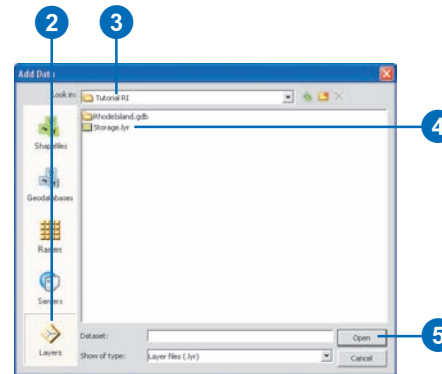 2
3
Add Data
Look in:
Tutorial RI
RhodeIsland.gdb
Storage.lyr
4
Shapefiles
Geodatabases
Rasters
Servers
Layers
Dataset:
Open
5
Show of type:
Layer files (.lyr)
Cancel